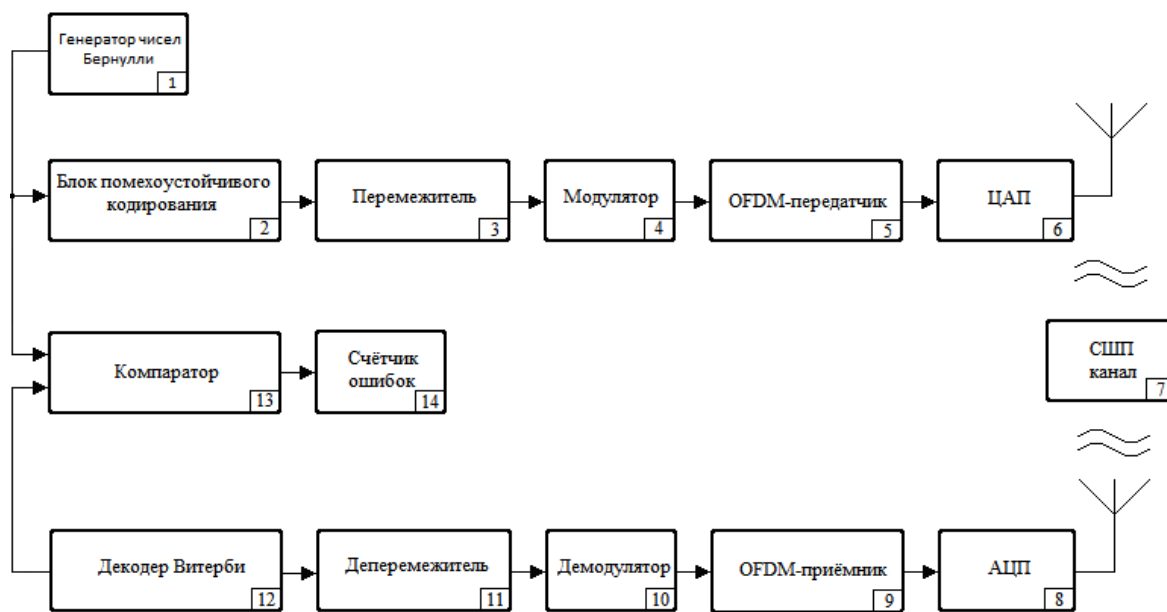 Генератор чисел
Бернулли
1
Блок помехоустойчивого
кодирования
2
Перемежитель
3
Модулятор
4
OFDM-передатчик
5
ЦАП
6
СШП
канал
7
Компаратор
13
Счётчик
ошибок
14
Декодер Витерби
12
Деперемежитель
11
Демодулятор
10
OFDM-приёмник
9
АЦП
8